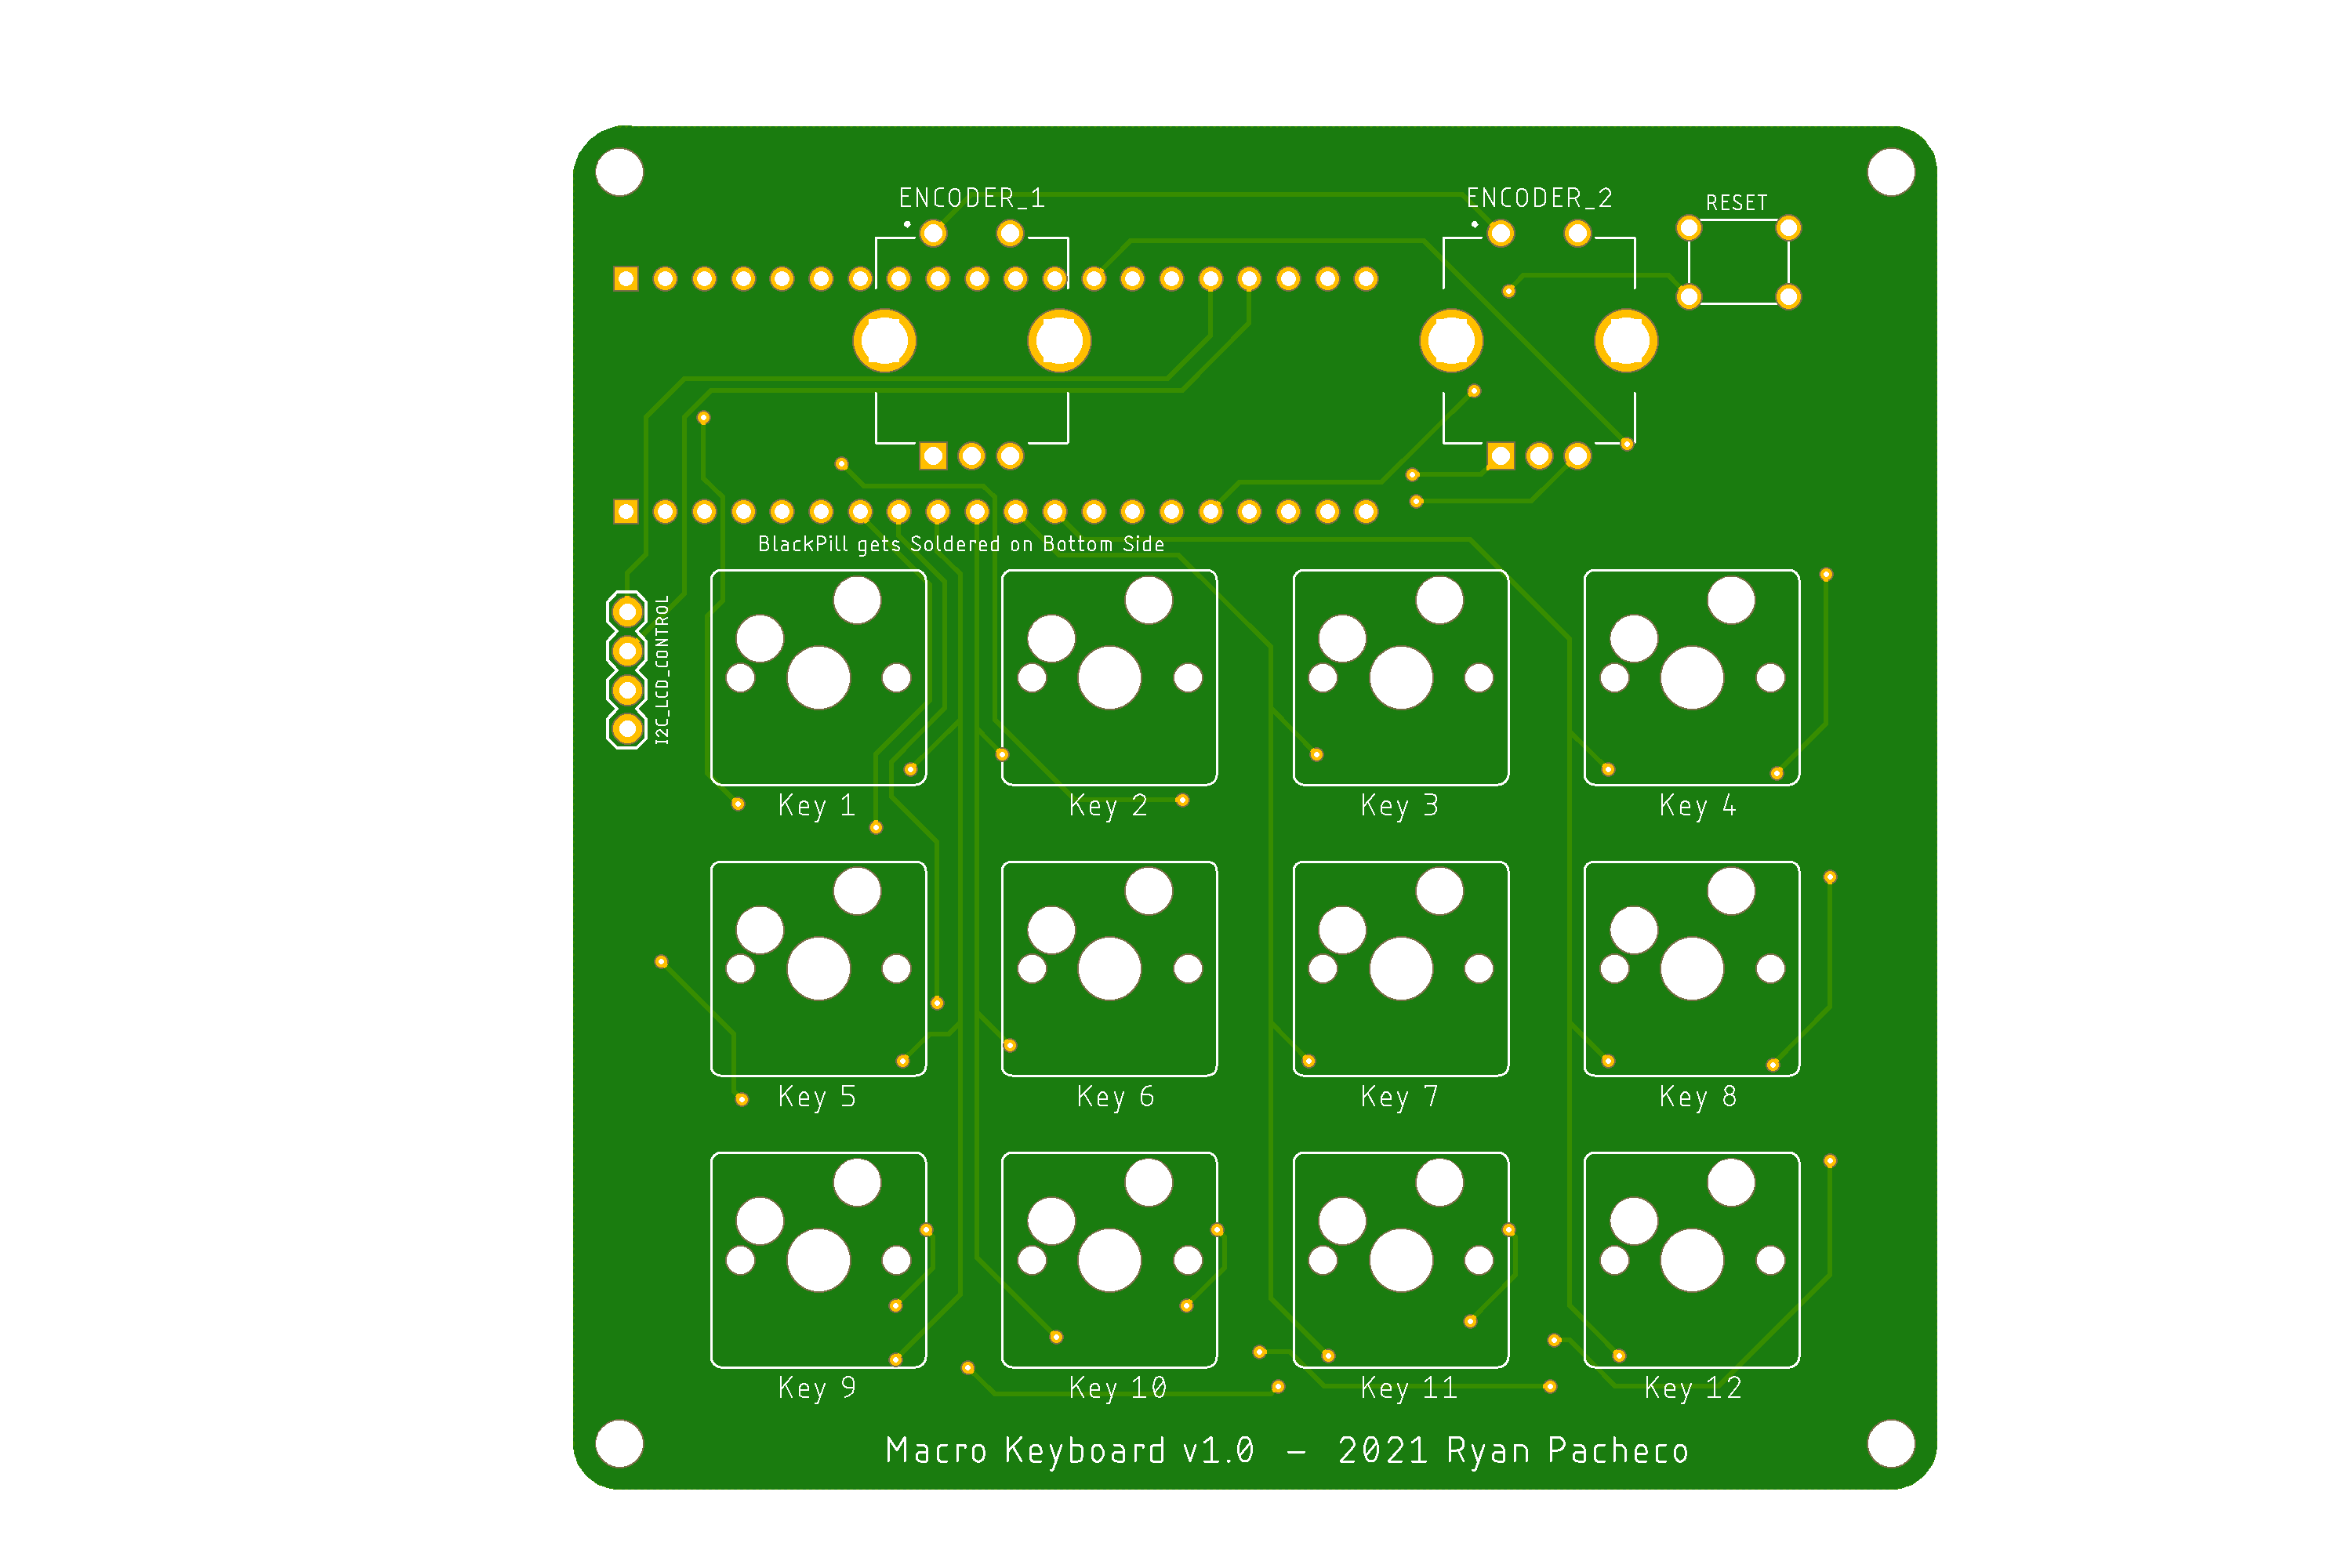 ENCODER_1
ENCODER_2
RESET
BlackPill gets Soldered on Bottom Side
I2C_LCD_CONTROL
Key 1
Key 2
Key 3
Key 4
Key 5
Key 6
Key 7
Key 8
Key 9
Key 10
Key 11
Key 12
Macro Keyboard v1.0 - 2021 Ryan Pacheco